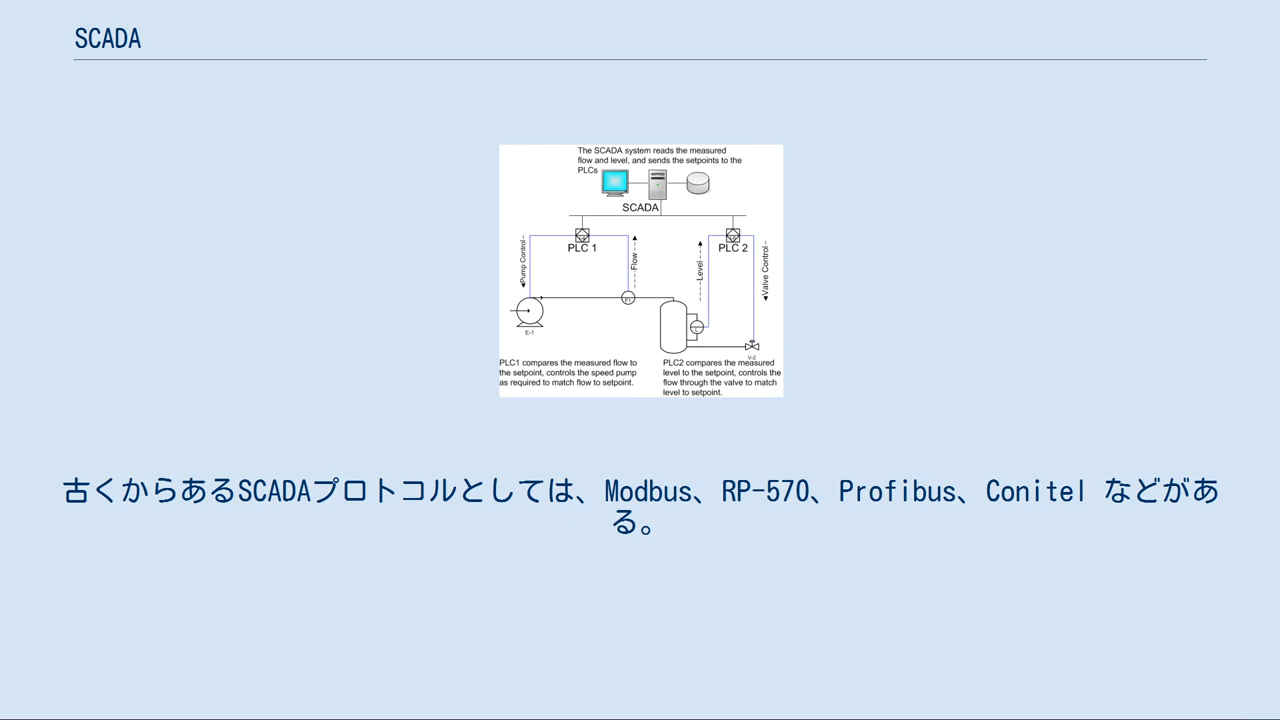 SCADA
The SCADA system reads the measured
flow and level, and sends the setpoints to the
PLCs
SCADA
PLC 1
PLC 2
Pump Control
Flow
Level
Valve Control
E-1
V-2
PLC1 compares the measured flow to
the setpoint, controls the speed pump
as required to match flow to setpoint.
PLC2 compares the measured
level to the setpoint, controls the
flow through the valve to match
level to setpoint.
古くからあるSCADAプロトコルとしては、Modbus、RP-570、Profibus、Conitel などがあ
る。